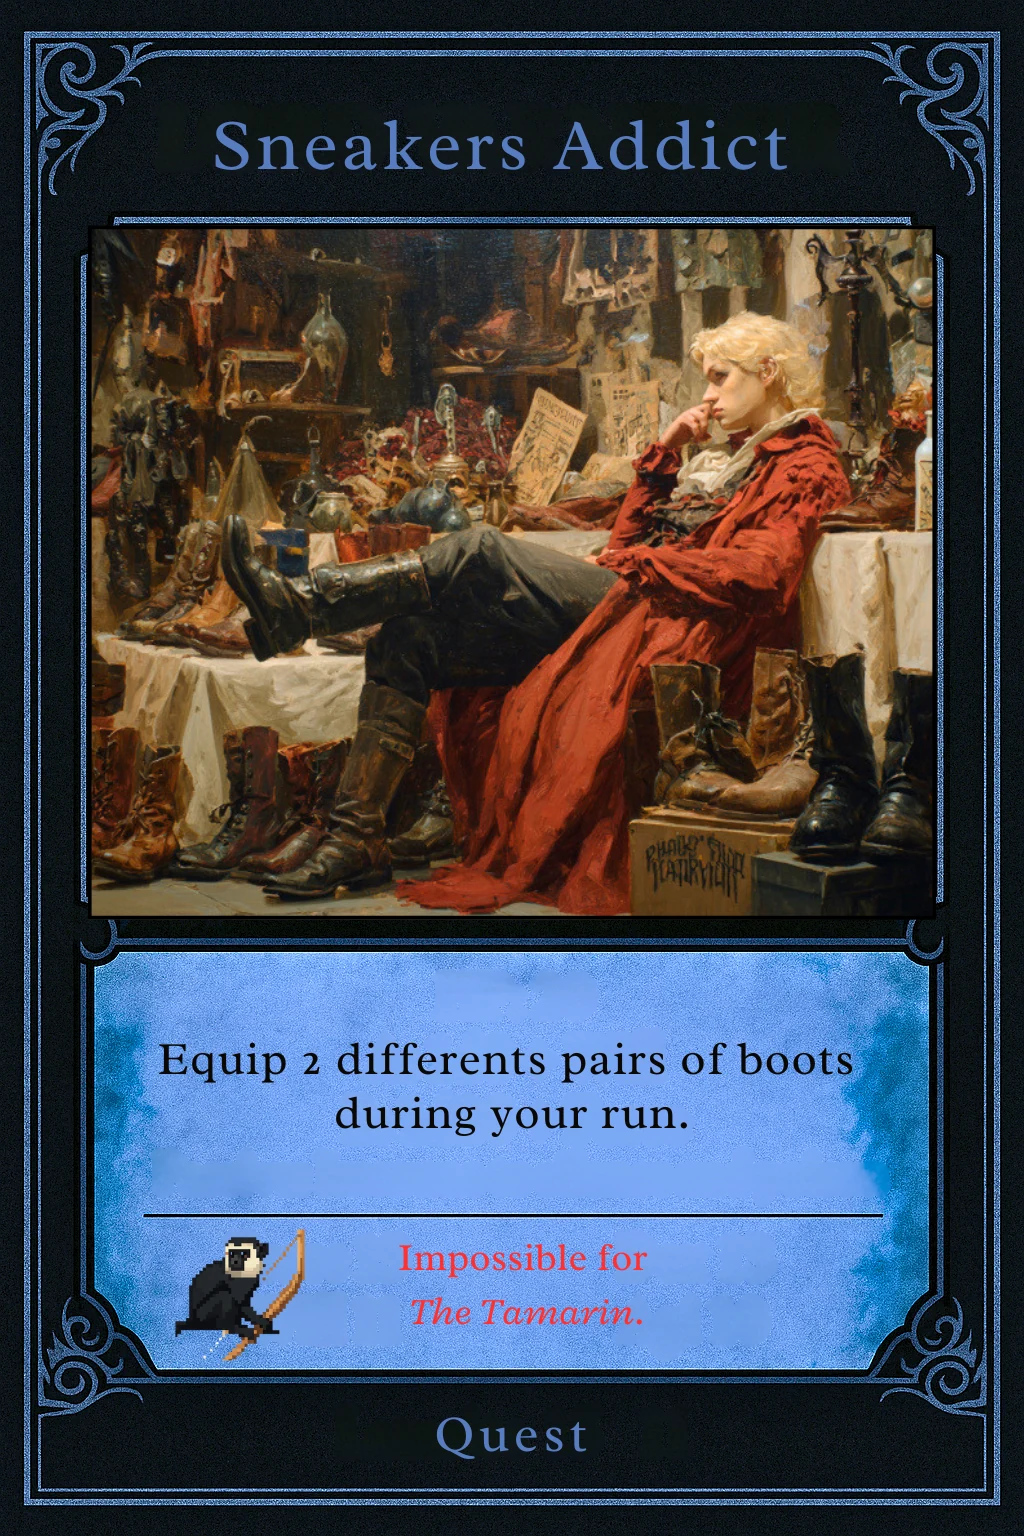 Sneakers Addict
Equip 2 differents pairs of boots
during your run.
Impossible for
The Tamarin.
Quest